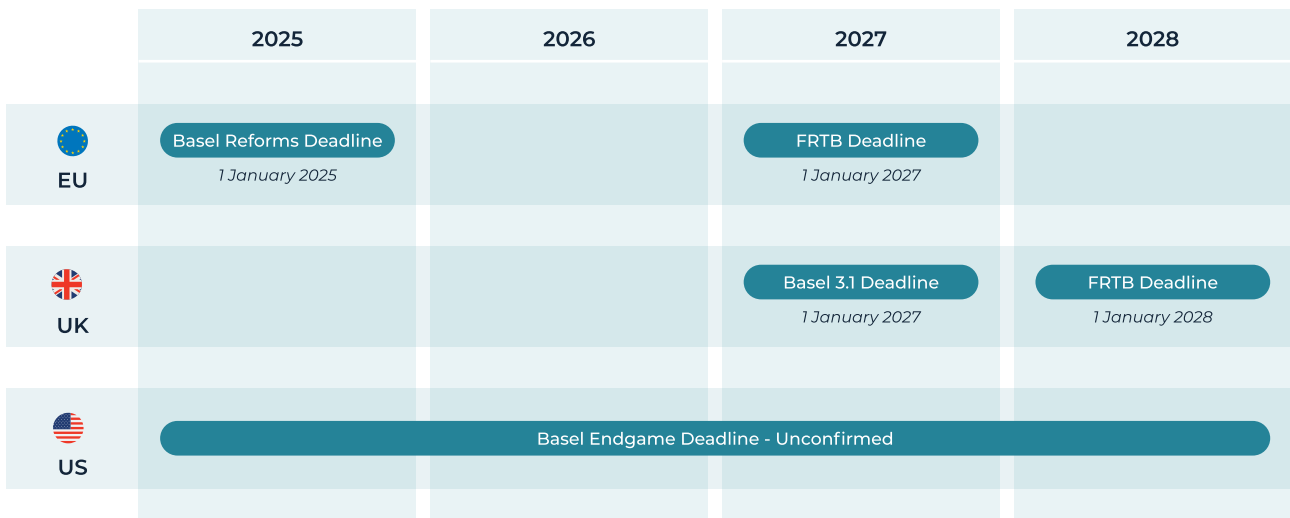 2025
2026
2027
2028
EU
Basel Reforms Deadline
1 January 2025
FRTB Deadline
1 January 2027
UK
Basel 3.1 Deadline
1 January 2027
FRTB Deadline
1 January 2028
US
Basel Endgame Deadline - Unconfirmed